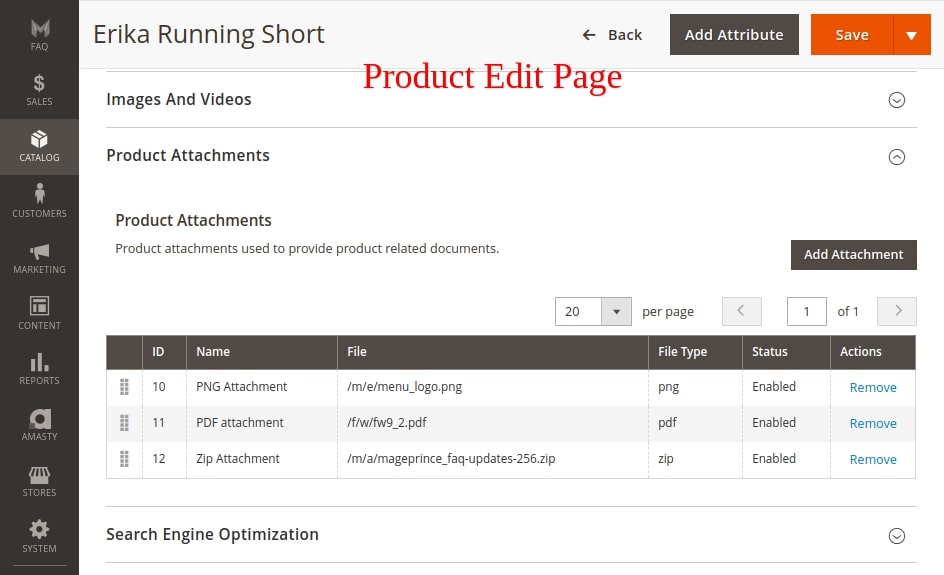 Erika Running Short
Back
Add Attribute
Save
Product Edit Page
FAQ
SALES
CATALOG
CUSTOMERS
MARKETING
CONTENT
REPORTS
AMASTY
STORES
SYSTEM
Images And Videos
Product Attachments
Product Attachments
Product attachments used to provide product related documents.
Add Attachment
20 per page 1 of 1
ID Name File File Type Status Actions
10 PNG Attachment /m/e/menu_logo.png png Enabled Remove
11 PDF attachment /f/w/fw9_2.pdf pdf Enabled Remove
12 Zip Attachment /m/a/mageprince_faq-updates-256.zip zip Enabled Remove
Search Engine Optimization